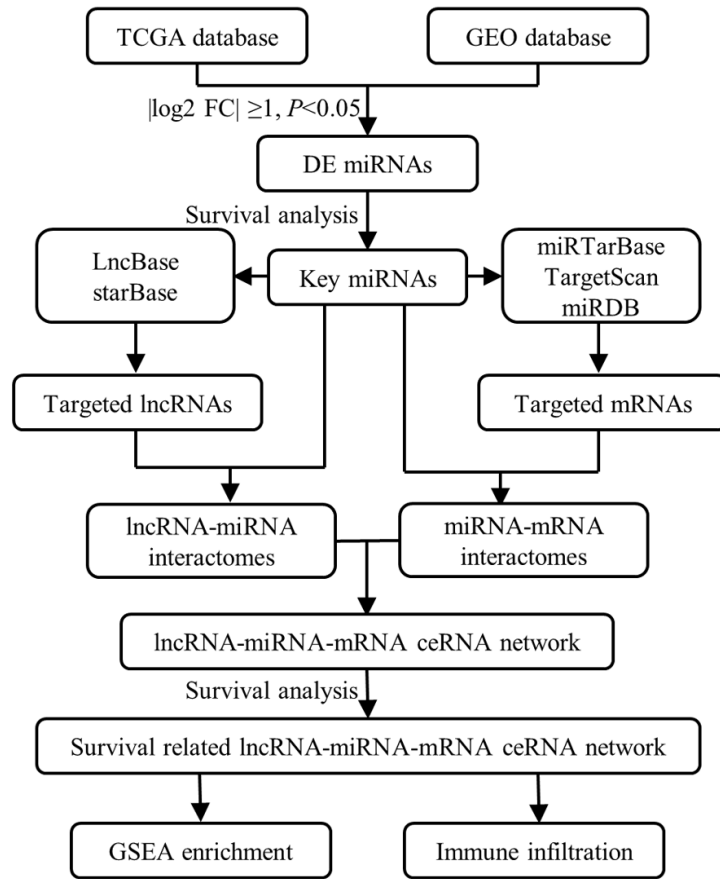 TCGA database
GEO database
|log2 FC| ≥1, P<0.05
DE miRNAs
Survival analysis
LncBase
starBase
Key miRNAs
miRTarBase
TargetScan
miRDB
Targeted lncRNAs
Targeted mRNAs
lncRNA-miRNA
interactomes
miRNA-mRNA
interactomes
lncRNA-miRNA-mRNA ceRNA network
Survival analysis
Survival related lncRNA-miRNA-mRNA ceRNA network
GSEA enrichment
Immune infiltration